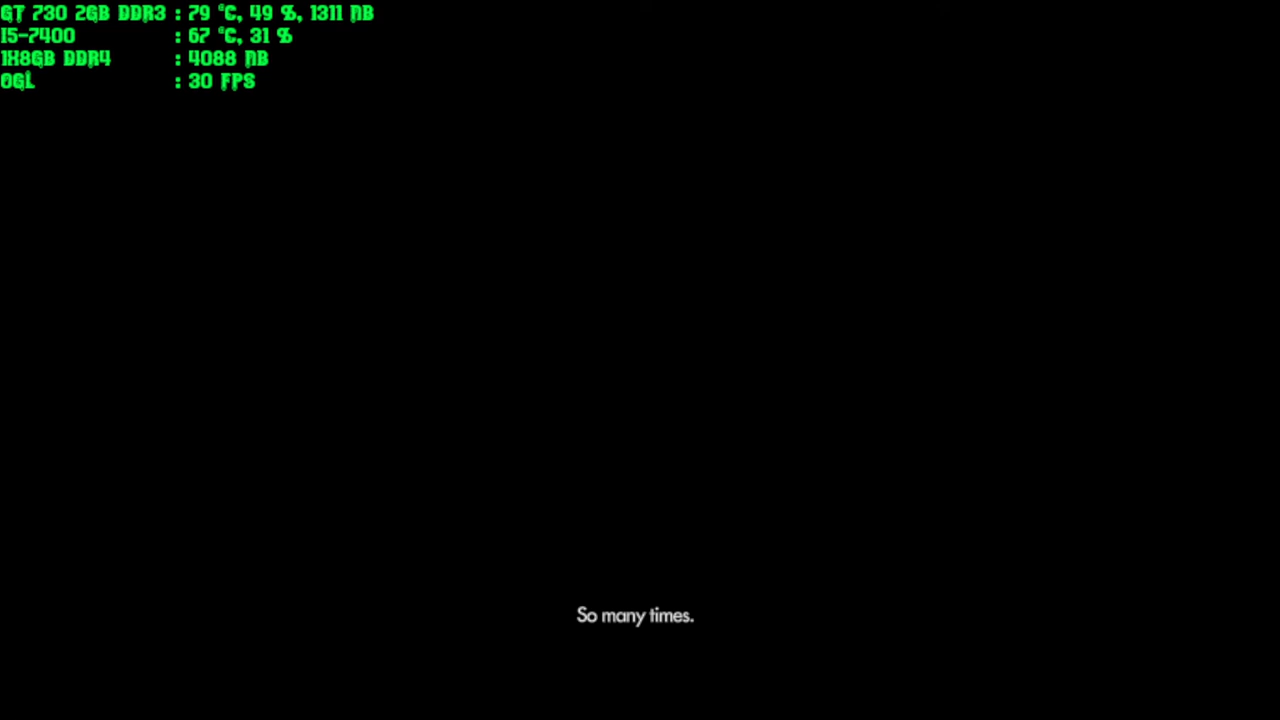 GT 730 2GB DDR3 : 79 °C, 49 %, 1311 MB
I5-7400 : 67 °C, 31 %
1X8GB DDR4 : 4088 MB
OGL : 30 FPS
So many times.